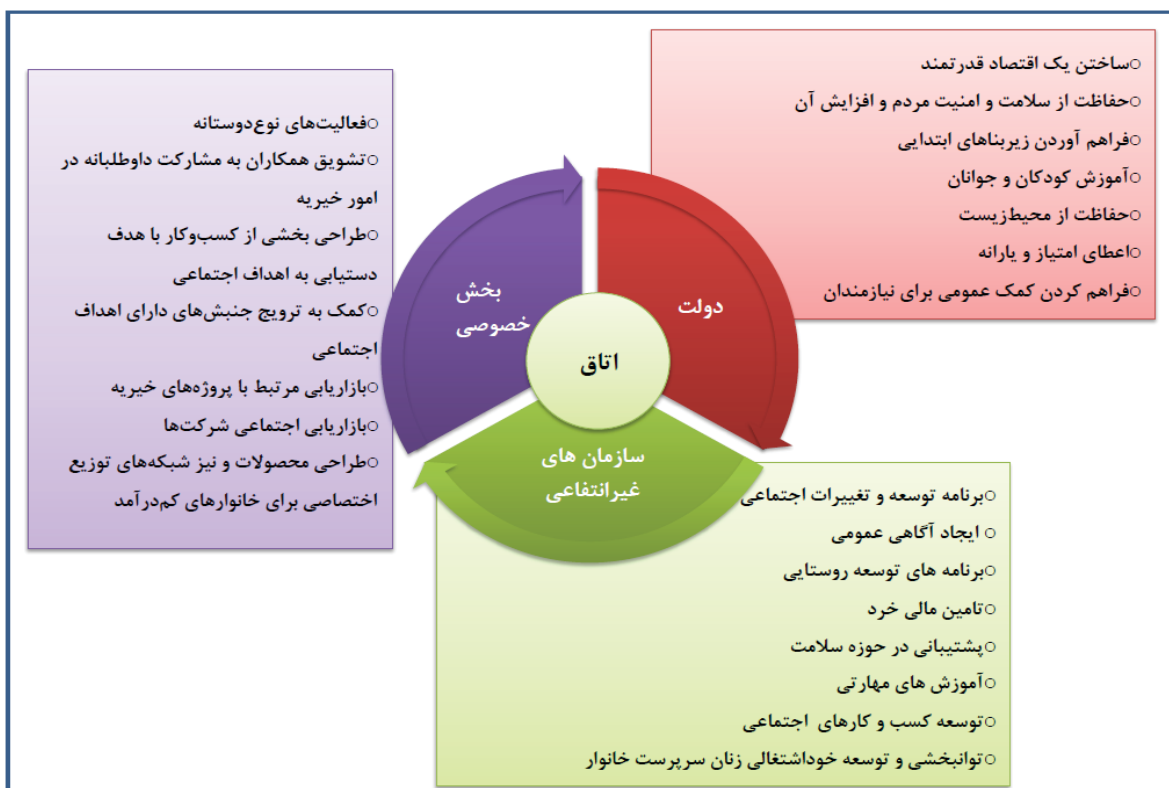 ○ساختن یک اقتصاد قدرتمند
○حفاظت از سلامت و امنیت مردم و افزایش آن
○فراهم آوردن زیربناهای ابتدایی
○آموزش کودکان و جوانان
○حفاظت از محیط‌زیست
○اعطای امتیاز و یارانه
○فراهم کردن کمک عمومی برای نیازمندان
○فعالیت‌های نوع‌دوستانه
○تشویق همکاران به مشارکت داوطلبانه در
امور خیریه
○طراحی بخشی از کسب‌وکار با هدف
دستیابی به اهداف اجتماعی
○کمک به ترویج جنبش‌های دارای اهداف
اجتماعی
○بازاریابی مرتبط با پروژه‌های خیریه
○بازاریابی اجتماعی شرکت‌ها
○طراحی محصولات و نیز شبکه‌های توزیع
اختصاصی برای خانوارهای کم‌درآمد
دولت
بخش
خصوصی
اتاق
سازمان های
غیرانتفاعی
○برنامه توسعه و تغییرات اجتماعی
○ ایجاد آگاهی عمومی
○برنامه های توسعه روستایی
○تامین مالی خرد
○پشتیبانی در حوزه سلامت
○آموزش های مهارتی
○توسعه کسب و کارهای اجتماعی
○توانبخشی و توسعه خوداشتغالی زنان سرپرست خانوار